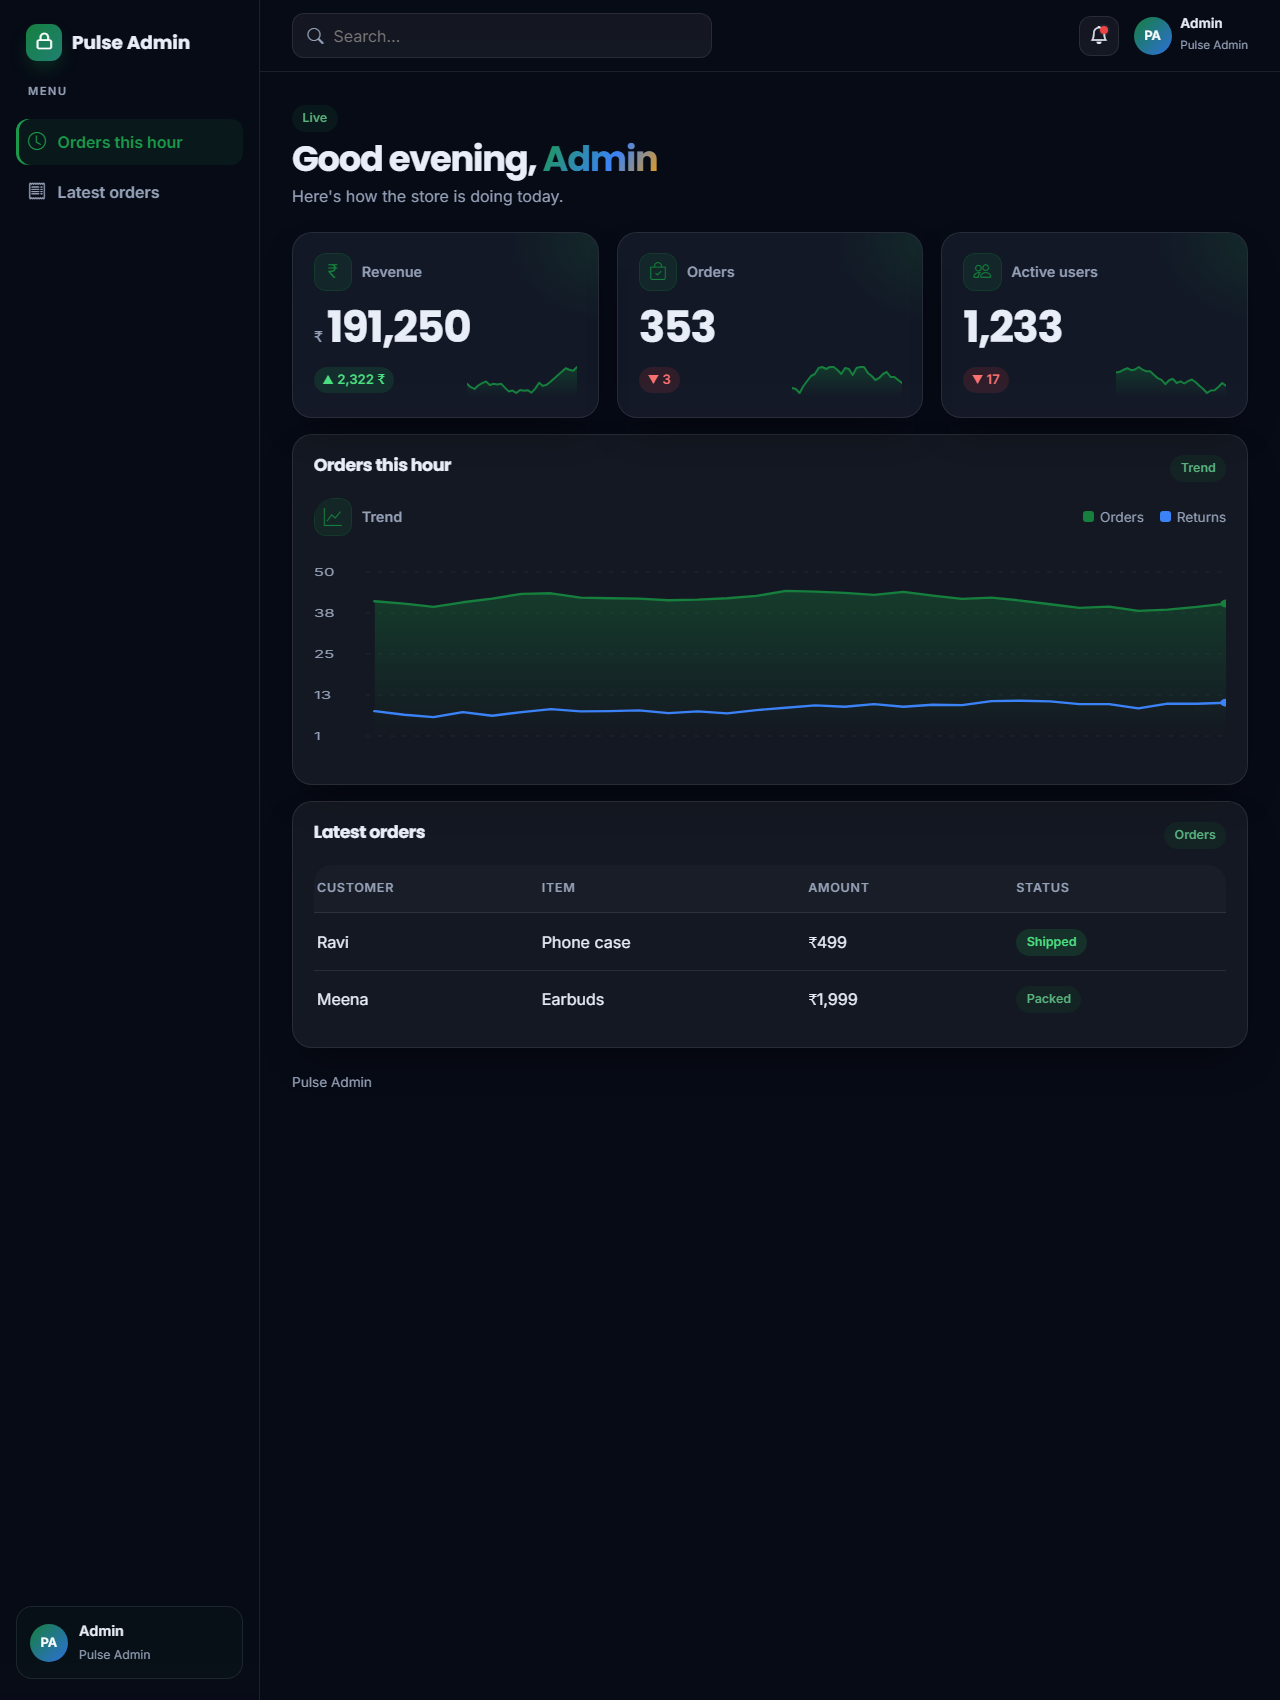 Pulse Admin
MENU
Orders this hour
Latest orders
PA
Admin
Pulse Admin
Search...
PA
Admin
Pulse Admin
Live
Good evening, Admin
Here's how the store is doing today.
₹ Revenue
₹ 191,250
▲ 2,322 ₹
Orders
353
▼ 3
Active users
1,233
▼ 17
Orders this hour
Trend
Trend
Orders
Returns
50
38
25
13
1
Latest orders
Orders
CUSTOMER ITEM AMOUNT STATUS
Ravi Phone case ₹499 Shipped
Meena Earbuds ₹1,999 Packed
Pulse Admin